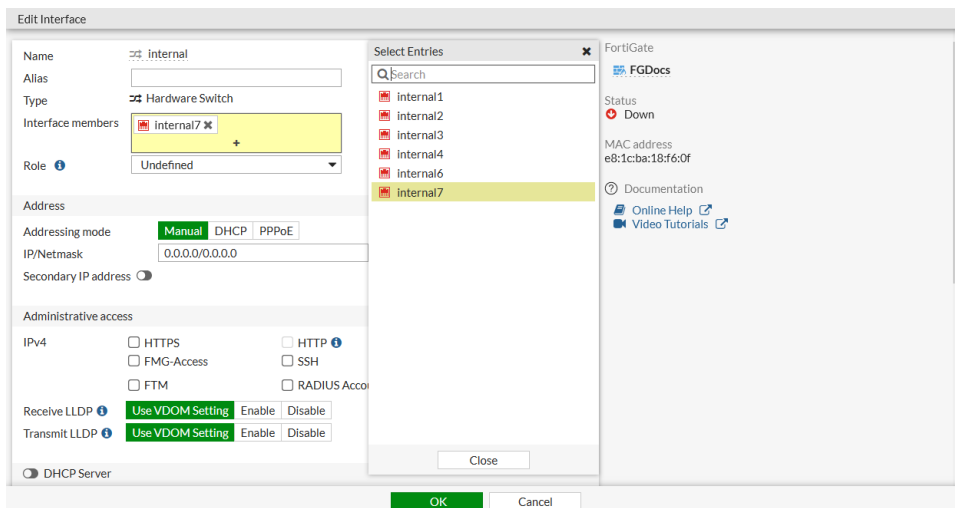 Edit Interface
Name internal
Alias
Type Hardware Switch
Interface members internal7
+
Role Undefined
Address
Addressing mode Manual DHCP PPPoE
IP/Netmask 0.0.0.0/0.0.0.0
Secondary IP address
Administrative access
IPv4 HTTPS HTTP
FMG-Access SSH
FTM RADIUS Accou
Receive LLDP Use VDOM Setting Enable Disable
Transmit LLDP Use VDOM Setting Enable Disable
DHCP Server
Select Entries
Search
internal1
internal2
internal3
internal4
internal6
internal7
Close
FortiGate
FGDocs
Status
Down
MAC address
e8:1c:ba:18:f6:0f
Documentation
Online Help
Video Tutorials
OK Cancel